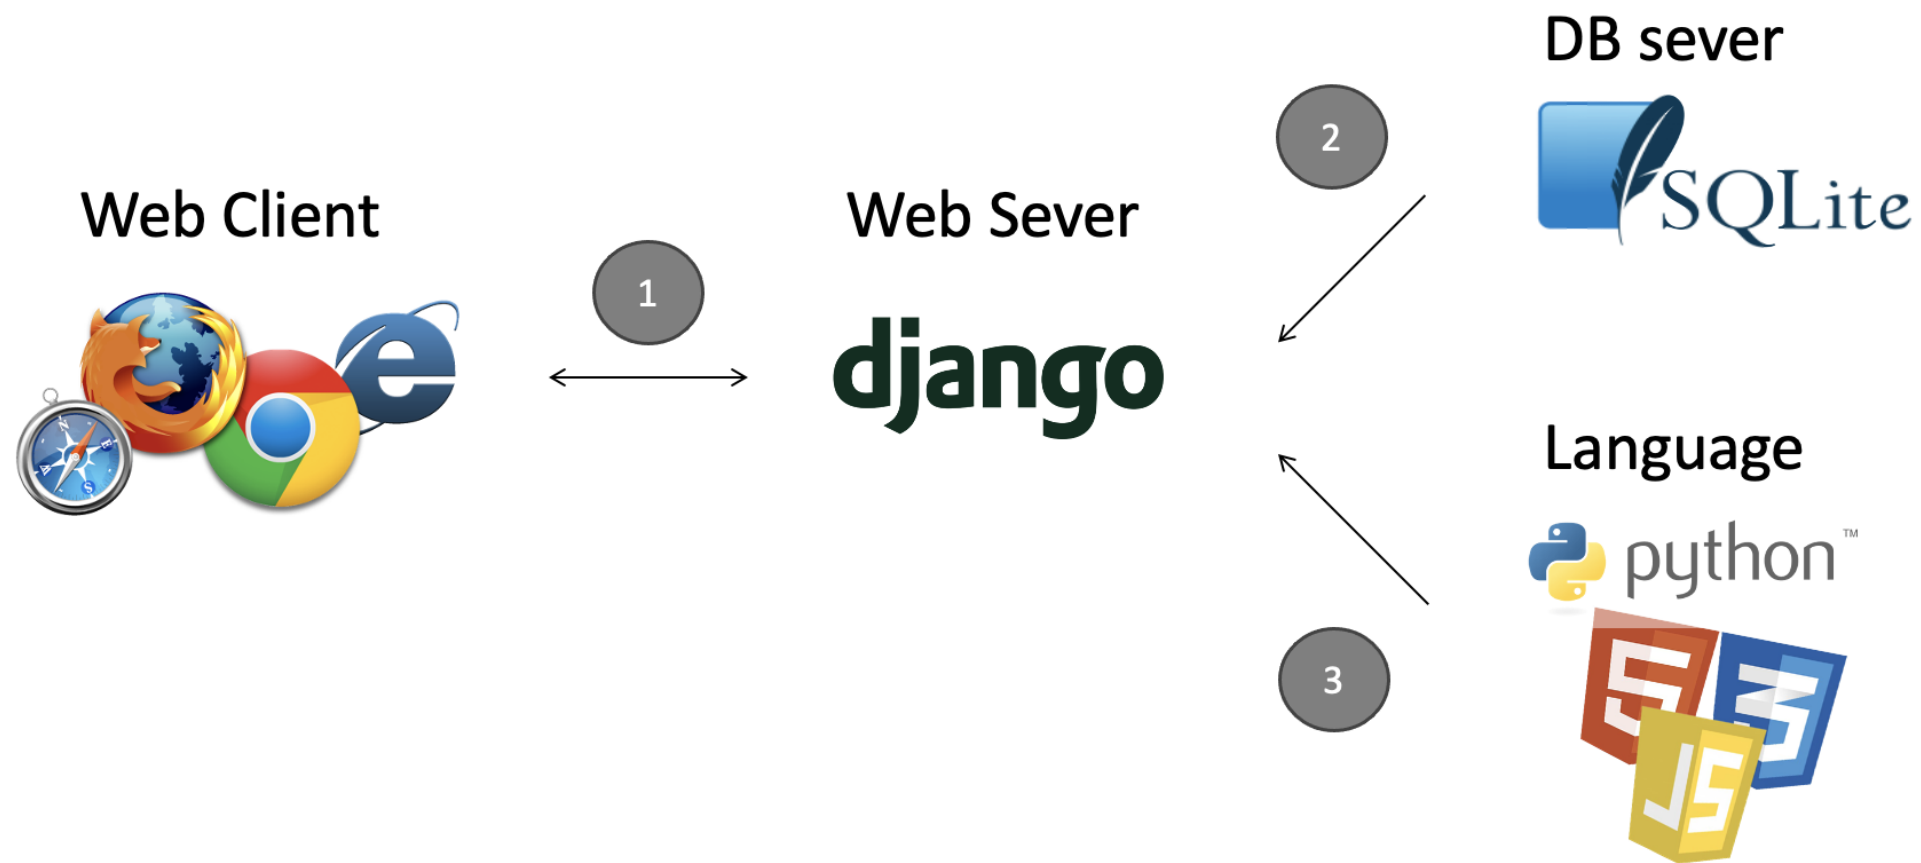 DB sever
2
SQLite
Web Client
Web Sever
1
django
Language
python™
3
5
3
JS
N
E
S
W
e